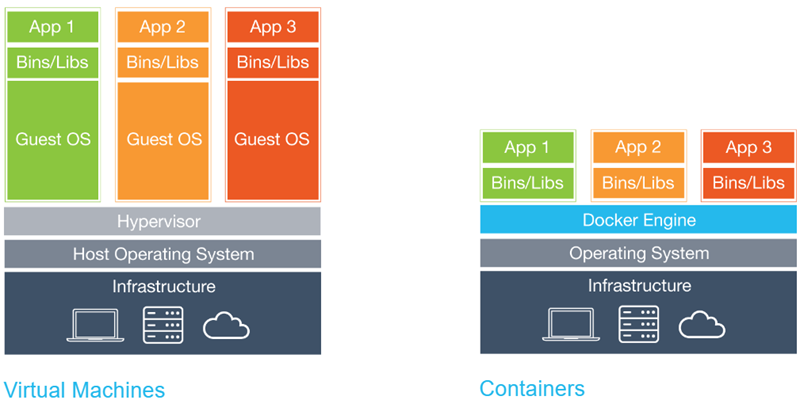 App 1
App 2
App 3
Bins/Libs
Bins/Libs
Bins/Libs
Guest OS
Guest OS
Guest OS
Hypervisor
Host Operating System
Infrastructure
Virtual Machines
App 1
App 2
App 3
Bins/Libs
Bins/Libs
Bins/Libs
Docker Engine
Operating System
Infrastructure
Containers